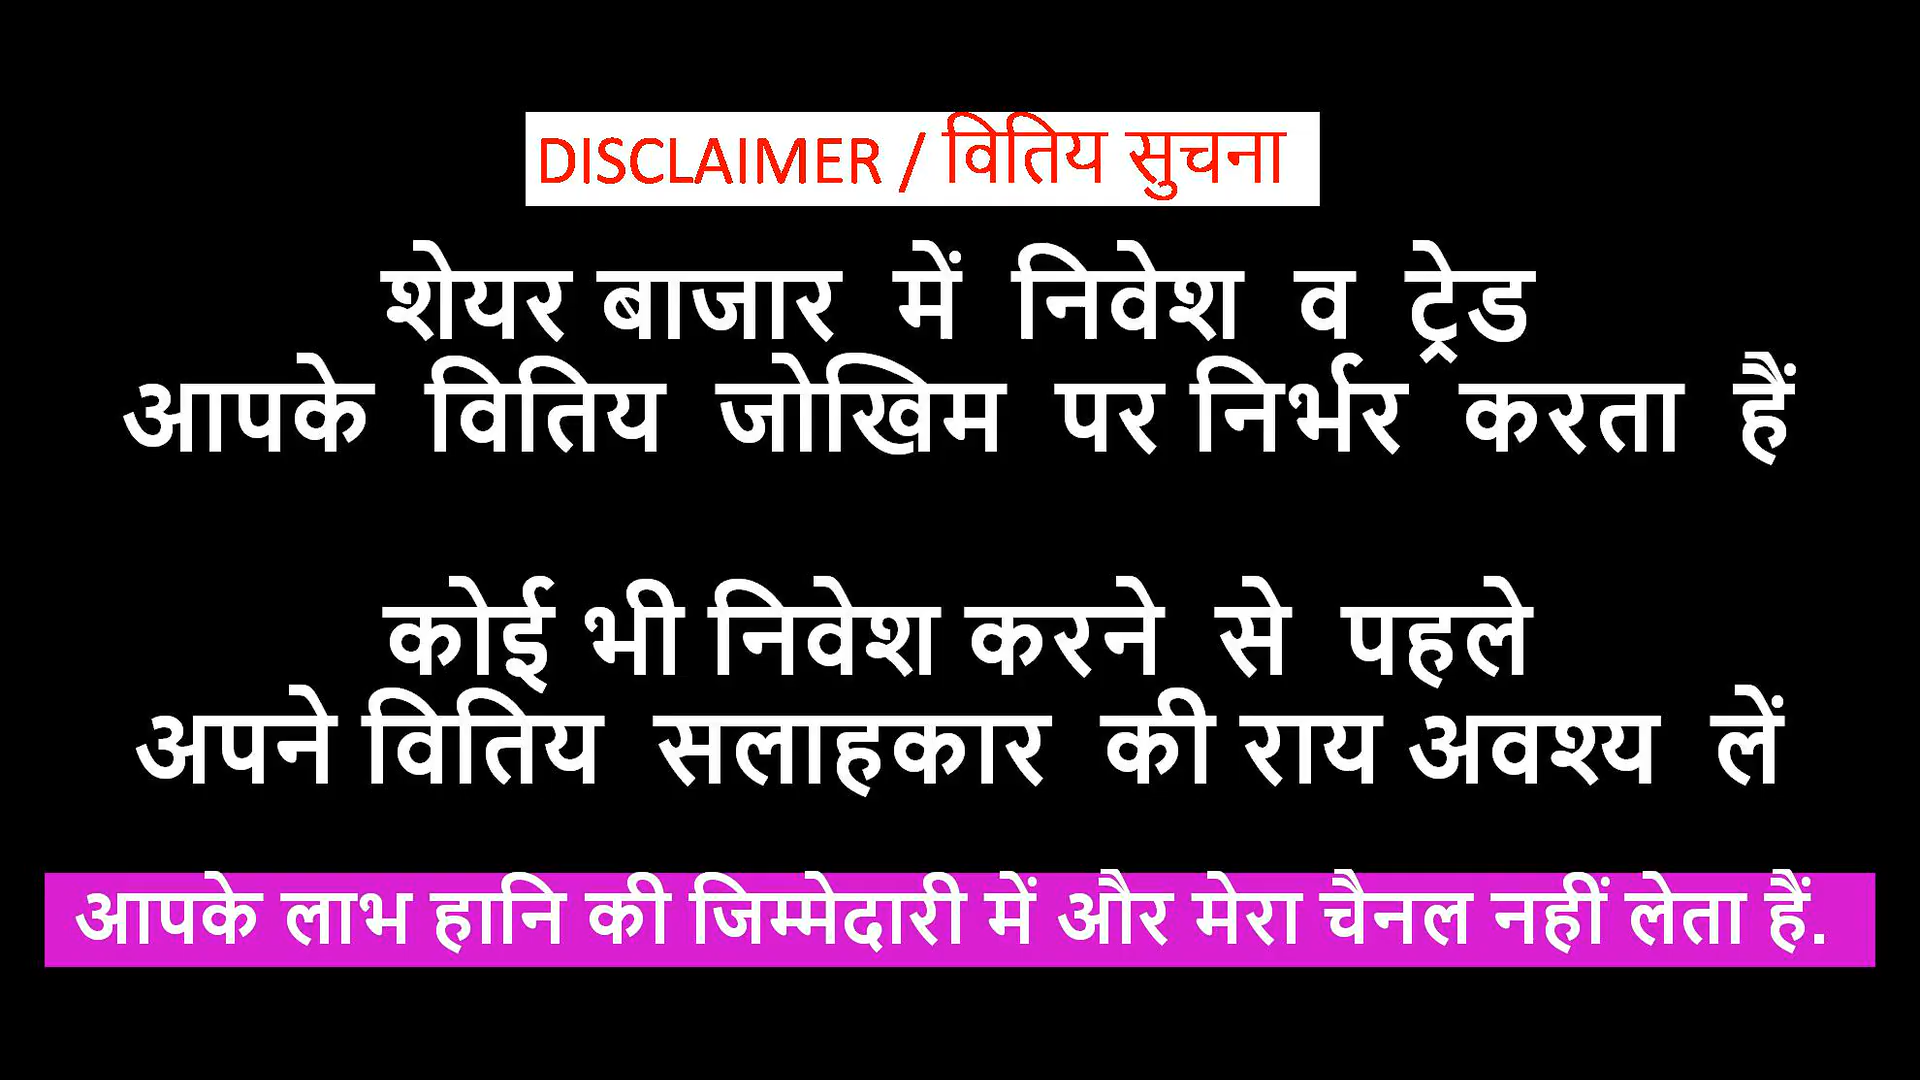 DISCLAIMER / वितिय सुचना
शेयर बाजार में निवेश व ट्रेड
आपके वितिय जोखिम पर निर्भर करता हैं
कोई भी निवेश करने से पहले
अपने वितिय सलाहकार की राय अवश्य लें
आपके लाभ हानि की जिम्मेदारी में और मेरा चैनल नहीं लेता हैं.